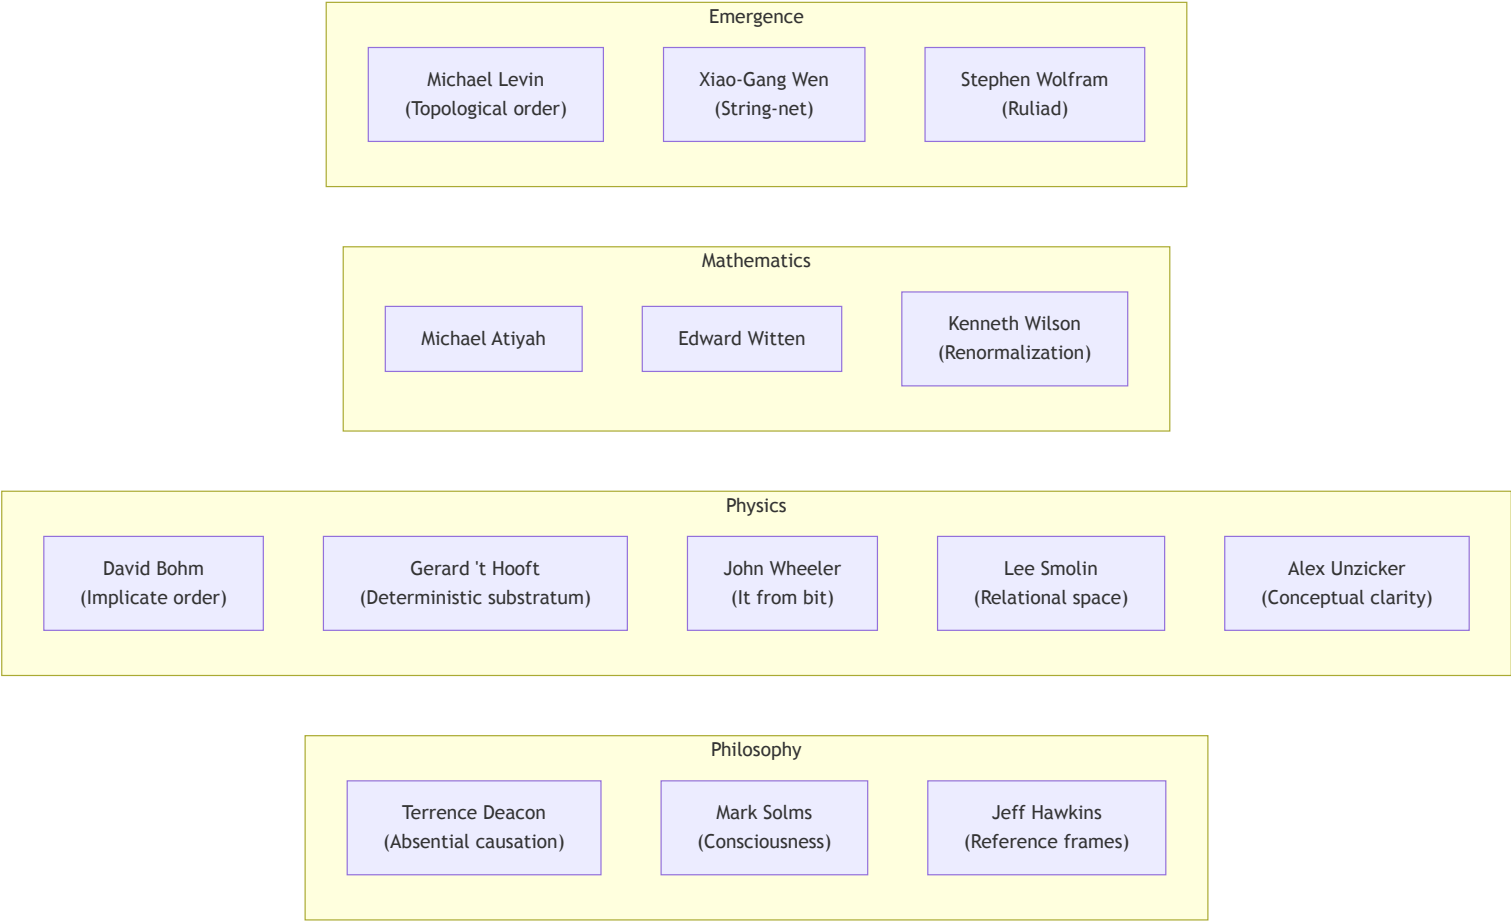 Emergence
Michael Levin
(Topological order)
Xiao-Gang Wen
(String-net)
Stephen Wolfram
(Ruliad)
Mathematics
Michael Atiyah
Edward Witten
Kenneth Wilson
(Renormalization)
Physics
David Bohm
(Implicate order)
Gerard 't Hooft
(Deterministic substratum)
John Wheeler
(It from bit)
Lee Smolin
(Relational space)
Alex Unzicker
(Conceptual clarity)
Philosophy
Terrence Deacon
(Absential causation)
Mark Solms
(Consciousness)
Jeff Hawkins
(Reference frames)